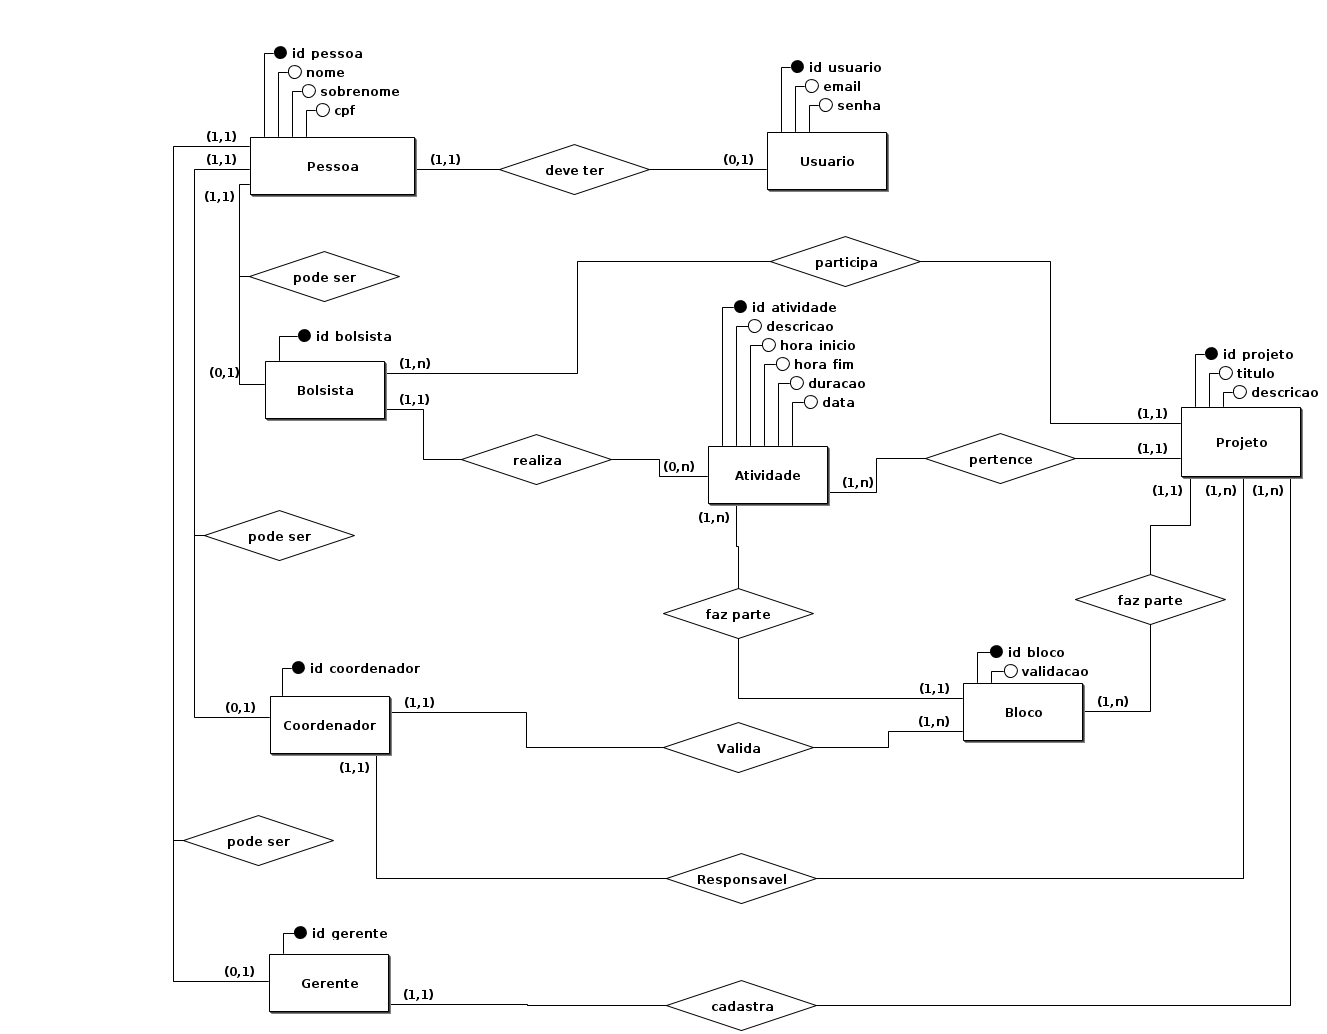 id pessoa
nome
sobrenome
cpf
id usuario
email
senha
(1,1)
(1,1)
Pessoa
(1,1)
deve ter
(0,1)
Usuario
(1,1)
pode ser
participa
id bolsista
(0,1)
Bolsista
(1,n)
(1,1)
id atividade
descricao
hora inicio
hora fim
duracao
data
id projeto
titulo
descricao
(1,1)
Projeto
realiza
(0,n)
Atividade
(1,n)
pertence
(1,1)
(1,n)
(1,1)
(1,n)
(1,n)
pode ser
faz parte
faz parte
id coordenador
(0,1)
Coordenador
(1,1)
id bloco
validacao
(1,1)
Bloco
(1,n)
(1,n)
Valida
(1,1)
pode ser
Responsavel
id gerente
(0,1)
Gerente
(1,1)
cadastra